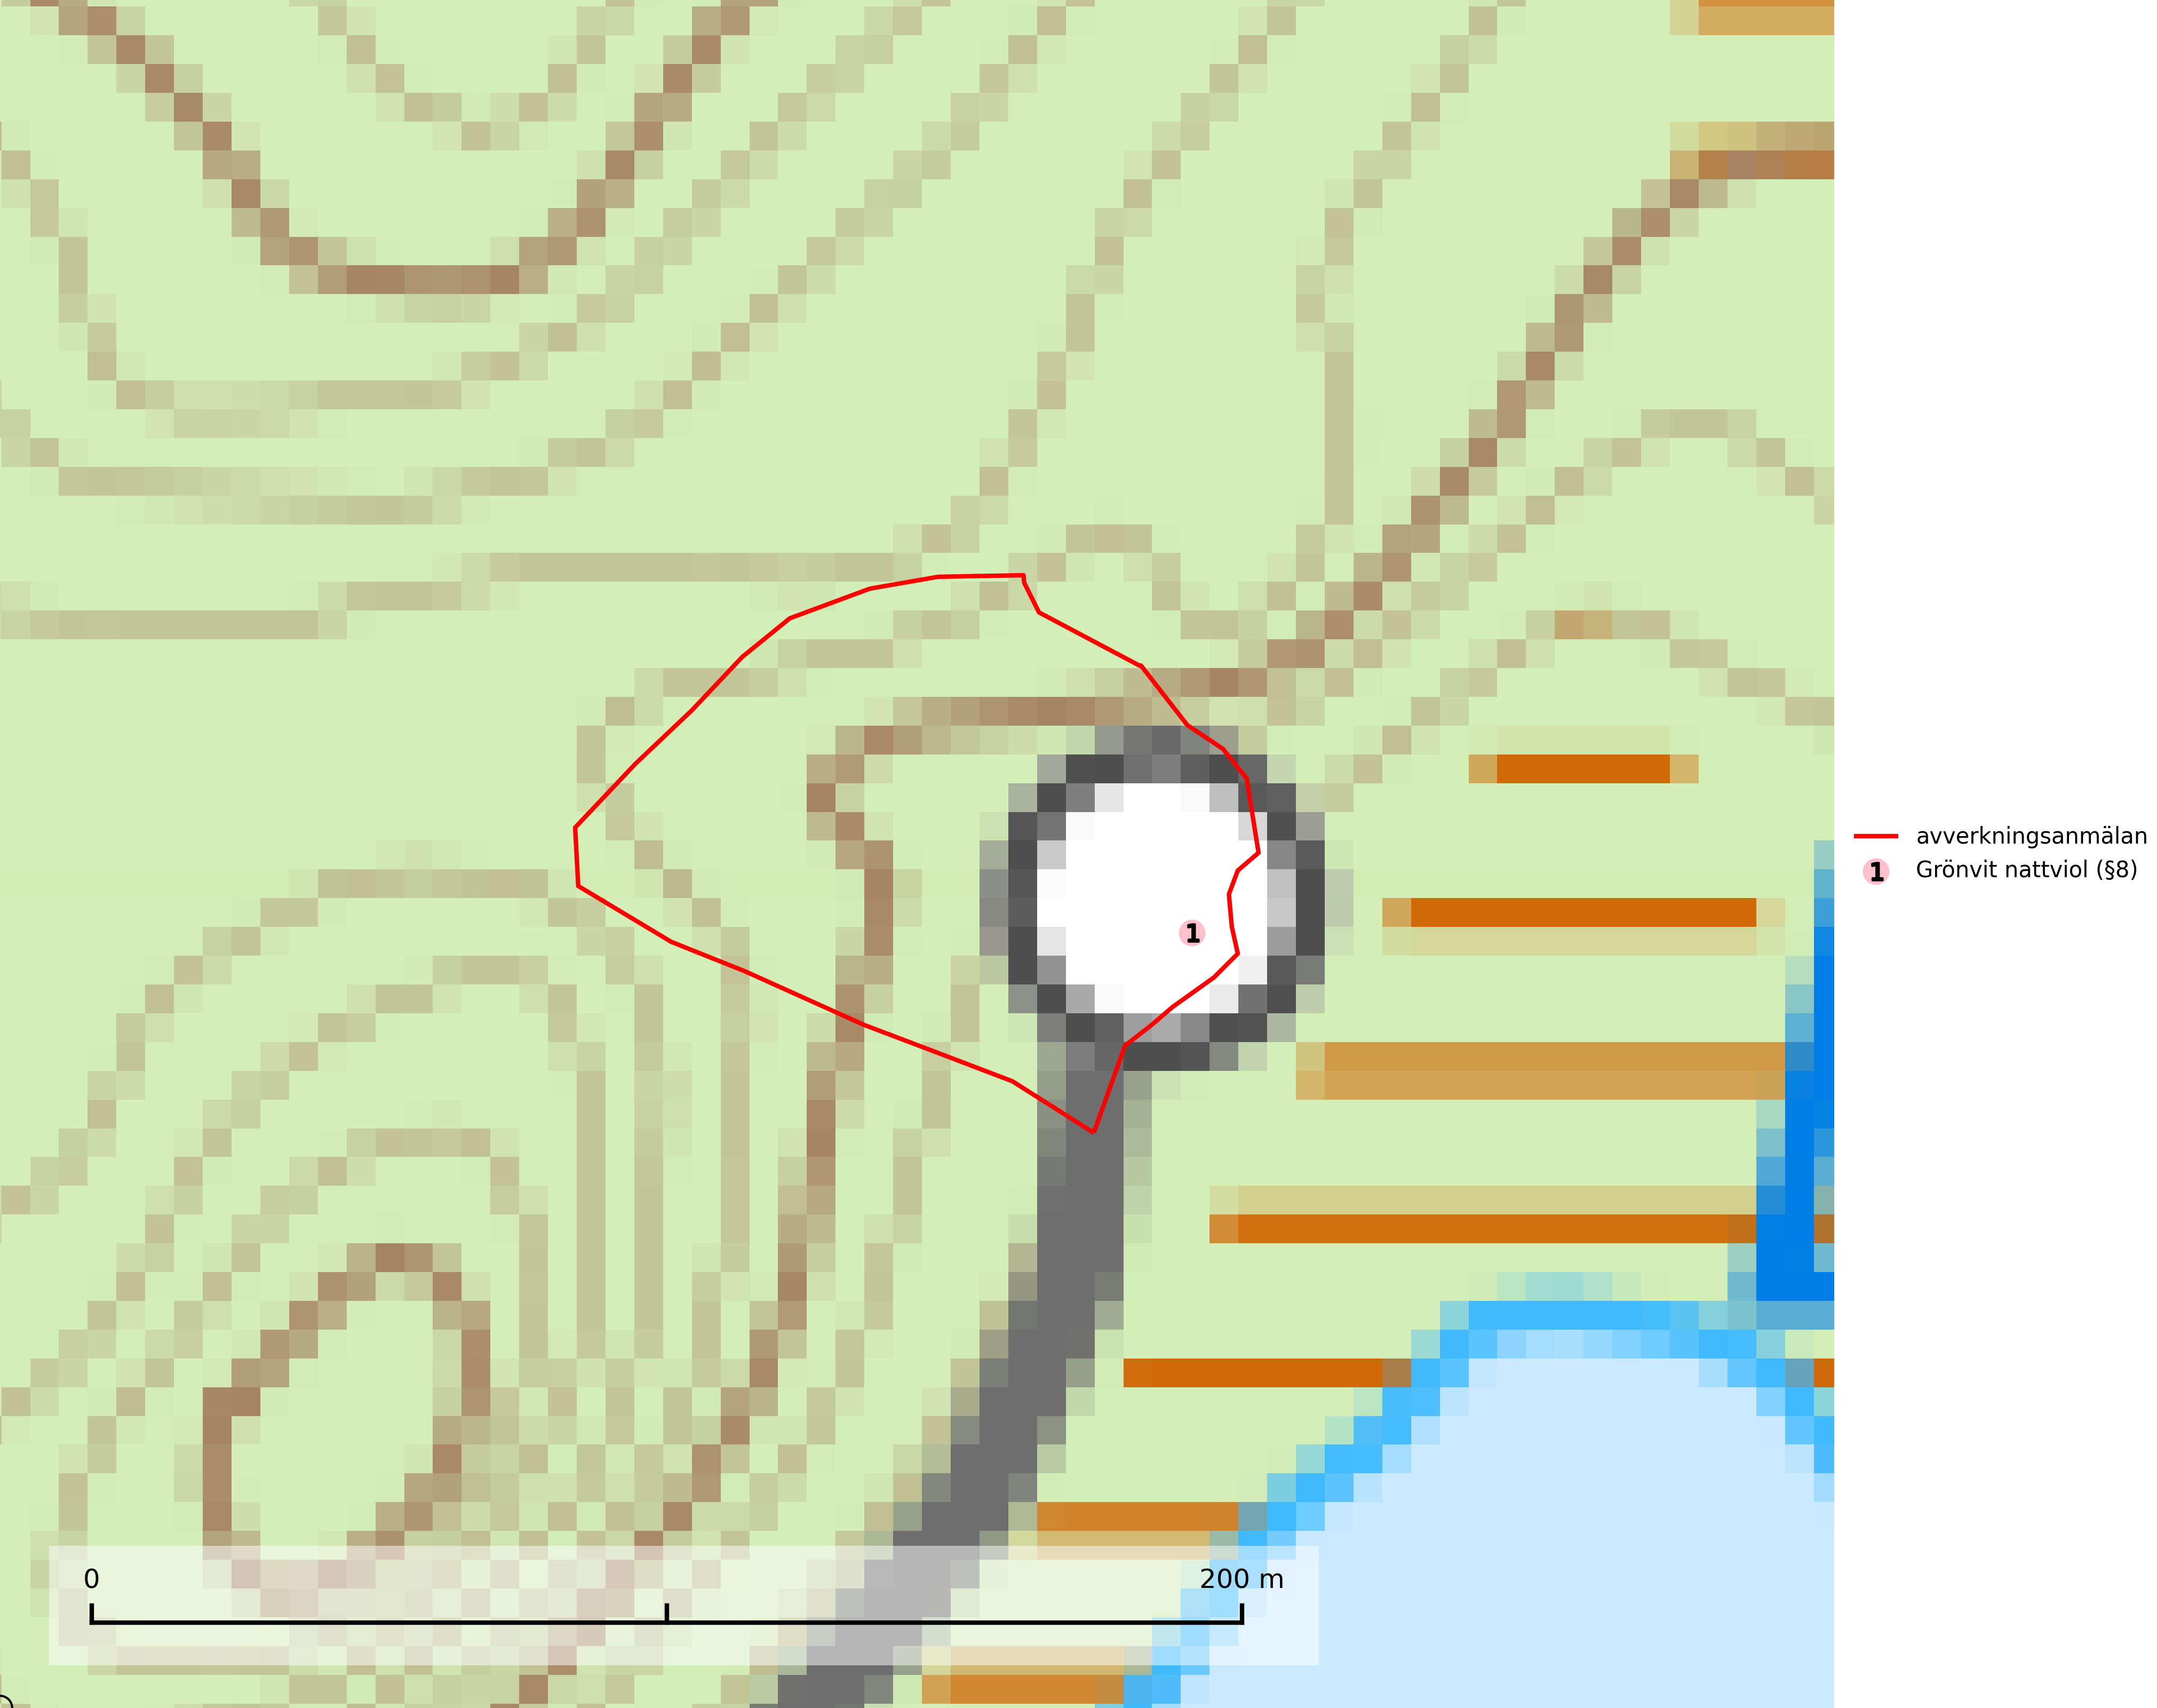 avverkningsanmälan
1 Grönvit nattviol (§8)
1
0 200 m